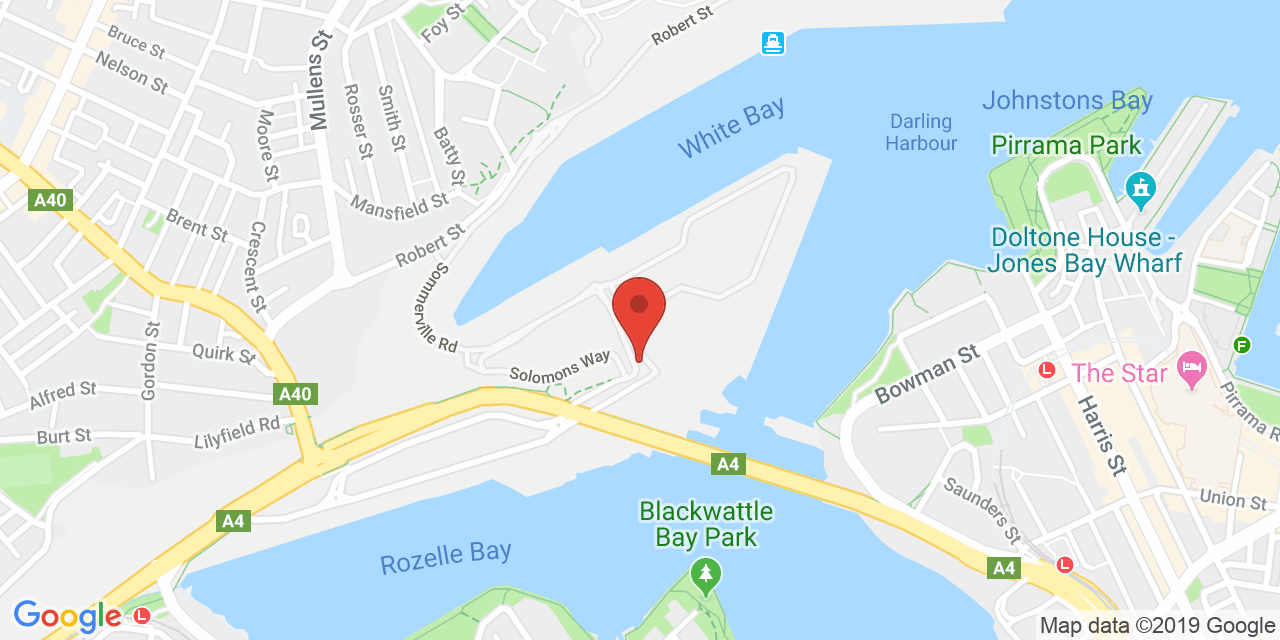 Foy St
Robert St
Bruce St
Nelson St
Mullens St
Rosser St
Smith St
Moore St
Batty St
White Bay
Darling
Harbour
Johnstons Bay
Pirrama Park
A40
Mansfield St
Brent St
Crescent St
Robert St
Doltone House -
Jones Bay Wharf
Sommerville Rd
Gordon St
Quirk St
Solomons Way
Bowman St
L
The Star
F
Pirrama R
Alfred St
A40
Harris St
Burt St
Lilyfield Rd
A4
Saunders St
Union St
A4
Blackwattle
Bay Park
Rozelle Bay
A4
L
Google
L
Map data ©2019 Google